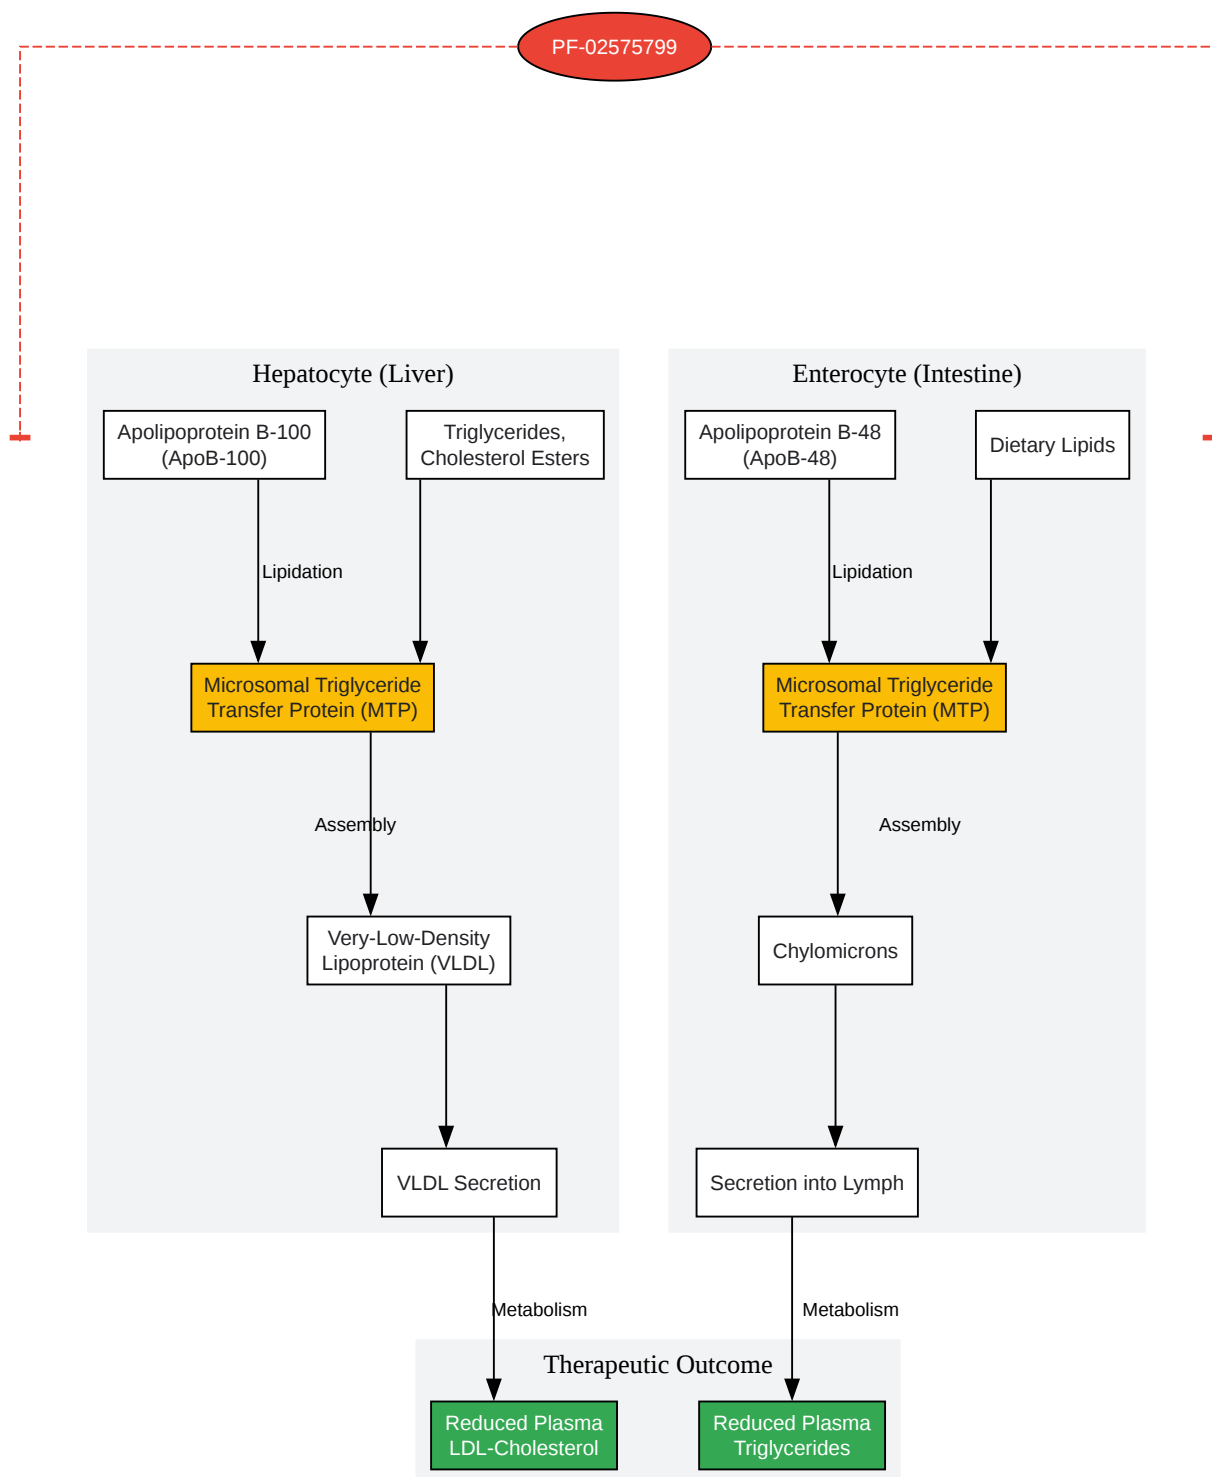 PF-02575799
Hepatocyte (Liver)
Enterocyte (Intestine)
Apolipoprotein B-100
(ApoB-100)
Triglycerides,
Cholesterol Esters
Apolipoprotein B-48
(ApoB-48)
Dietary Lipids
Lipidation
Lipidation
Microsomal Triglyceride
Transfer Protein (MTP)
Microsomal Triglyceride
Transfer Protein (MTP)
Assembly
Assembly
Very-Low-Density
Lipoprotein (VLDL)
Chylomicrons
VLDL Secretion
Secretion into Lymph
Metabolism
Metabolism
Therapeutic Outcome
Reduced Plasma
LDL-Cholesterol
Reduced Plasma
Triglycerides